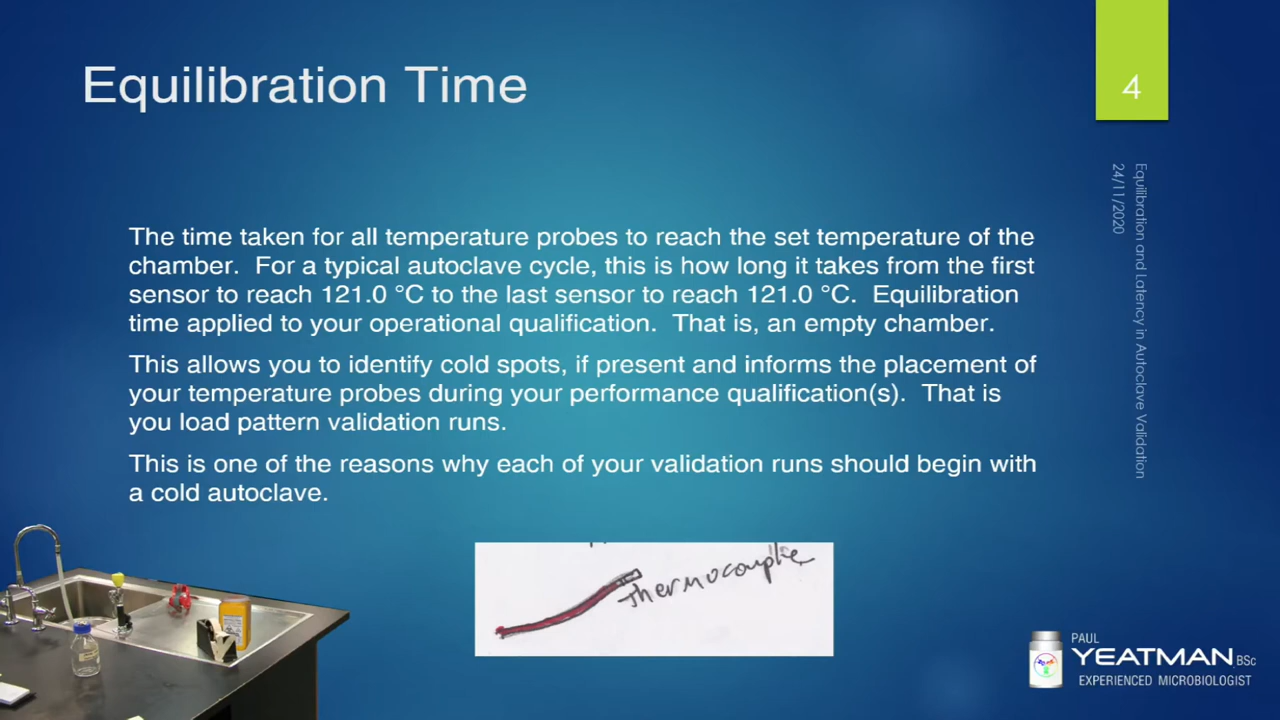 Equilibration Time
4
The time taken for all temperature probes to reach the set temperature of the
chamber.  For a typical autoclave cycle, this is how long it takes from the first
sensor to reach 121.0 °C to the last sensor to reach 121.0 °C.  Equilibration
time applied to your operational qualification.  That is, an empty chamber.
This allows you to identify cold spots, if present and informs the placement of
your temperature probes during your performance qualification(s).  That is
you load pattern validation runs.
This is one of the reasons why each of your validation runs should begin with
a cold autoclave.
Thermocouple
Equilibration and Latency in Autoclave Validation
24/11/2020
PAUL
YEATMAN, BSc
EXPERIENCED MICROBIOLOGIST